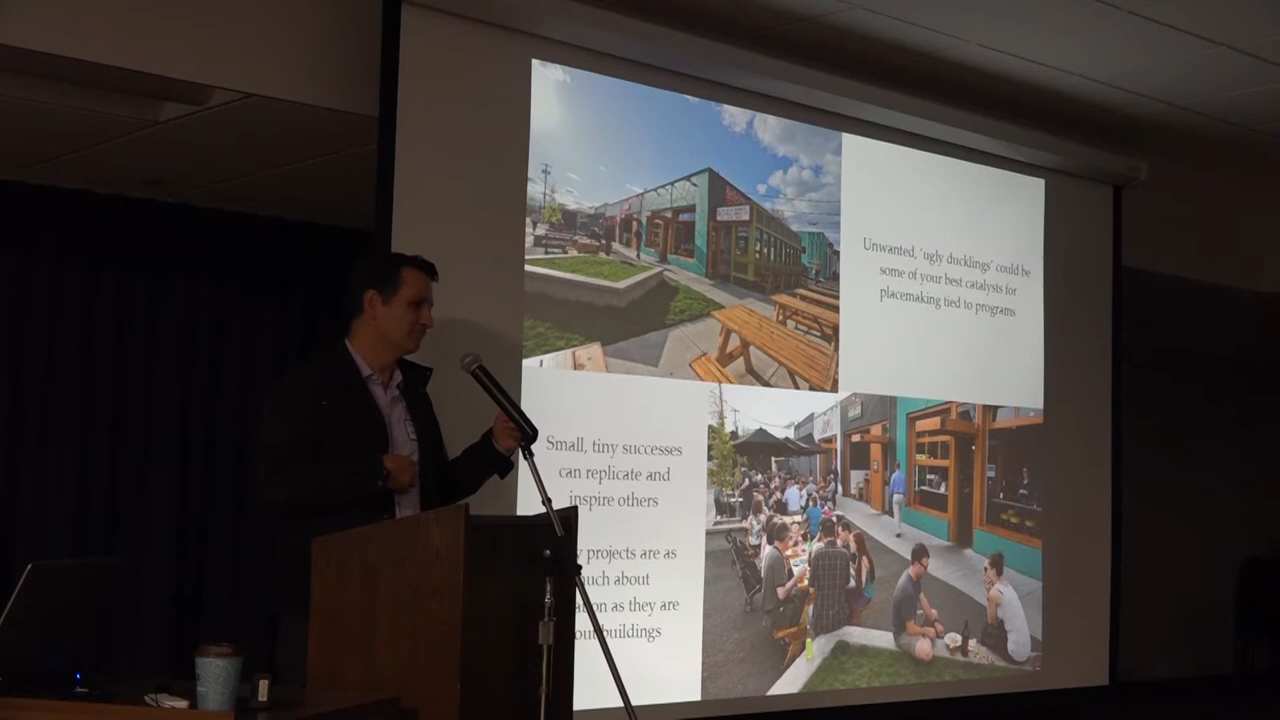 Unwanted, ‘ugly ducklings’ could be
some of your best catalysts for
placemaking tied to programs
Small, tiny successes
can replicate and
inspire others
projects are as
about
as they are
buildings